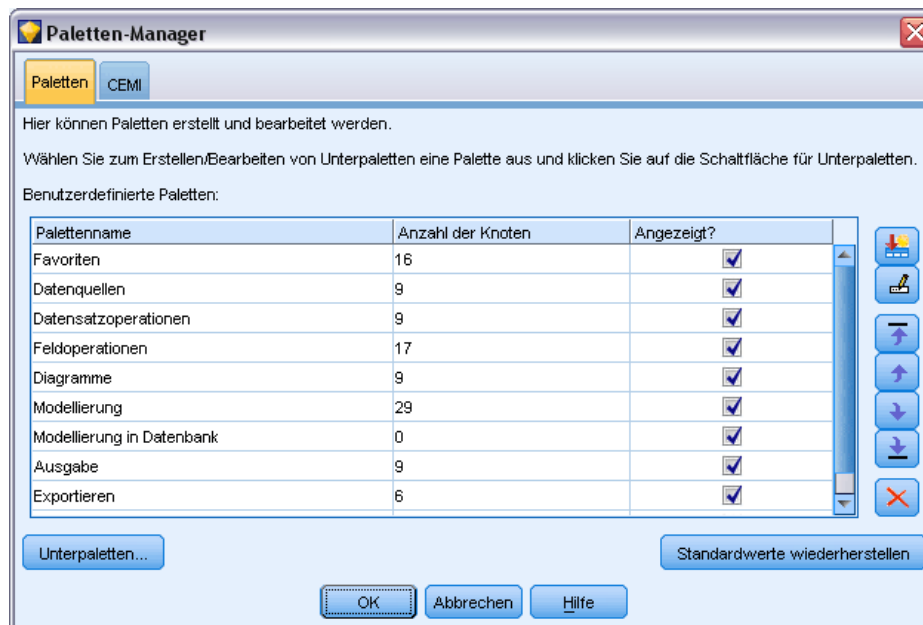 Paletten-Manager
Paletten CEMI
Hier können Paletten erstellt und bearbeitet werden.
Wählen Sie zum Erstellen/Bearbeiten von Unterpaletten eine Palette aus und klicken Sie auf die Schaltfläche für Unterpaletten.
Benutzerdefinierte Paletten:
Palettenname Anzahl der Knoten Angezeigt?
Favoriten 16
Datenquellen 9
Datensatzoperationen 9
Feldoperationen 17
Diagramme 9
Modellierung 29
Modellierung in Datenbank 0
Ausgabe 9
Exportieren 6
Unterpaletten... Standardwerte wiederherstellen
OK Abbrechen Hilfe